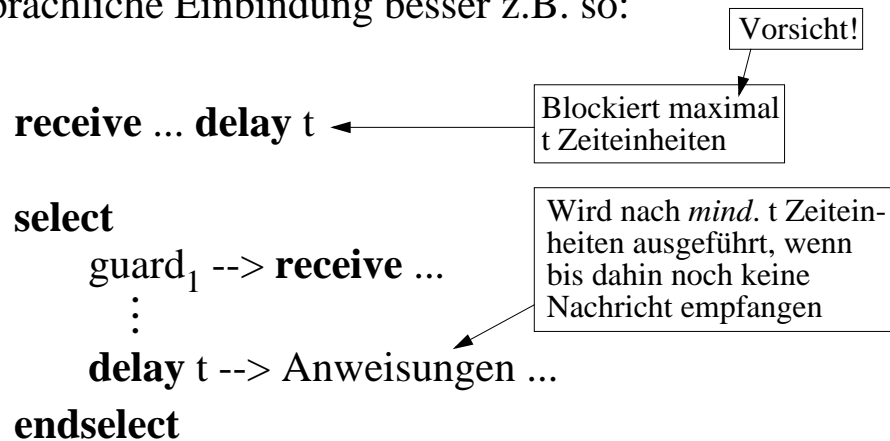 prachliche Einbindung besser z.B. so:
Vorsicht!
receive ... delay t
Blockiert maximal
t Zeiteinheiten
select
guard1 --> receive ...
⋮
delay t --> Anweisungen ...
endselect
Wird nach mind. t Zeitein-
heiten ausgeführt, wenn
bis dahin noch keine
Nachricht empfangen